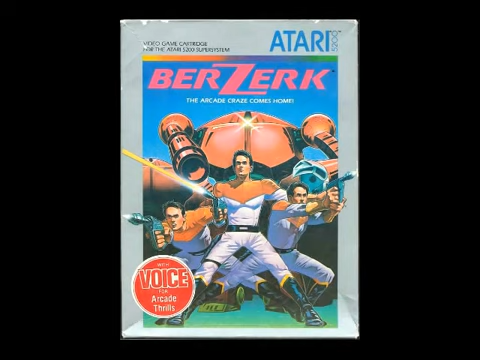 VIDEO GAME CARTRIDGE
FOR THE ATARI 5200 SUPERSYSTEM
ATARI 5200
BERZERK
THE ARCADE CRAZE COMES HOME!
WITH
VOICE
FOR
Arcade
Thrills